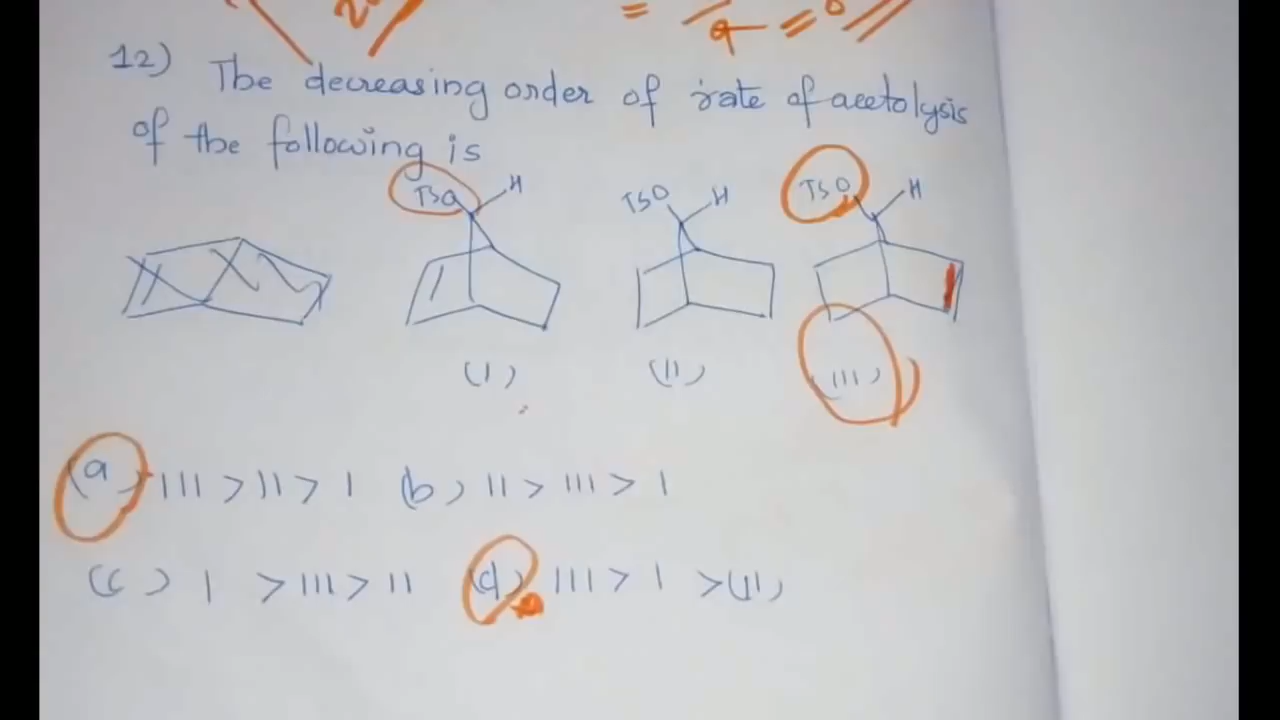 12) The decreasing order of rate of acetolysis
of the following is
TsO H TsO H TsO H
(I) (II) (III)
(a) III > II > I (b) II > III > I
(c) I > III > II (d) III > I > (II)